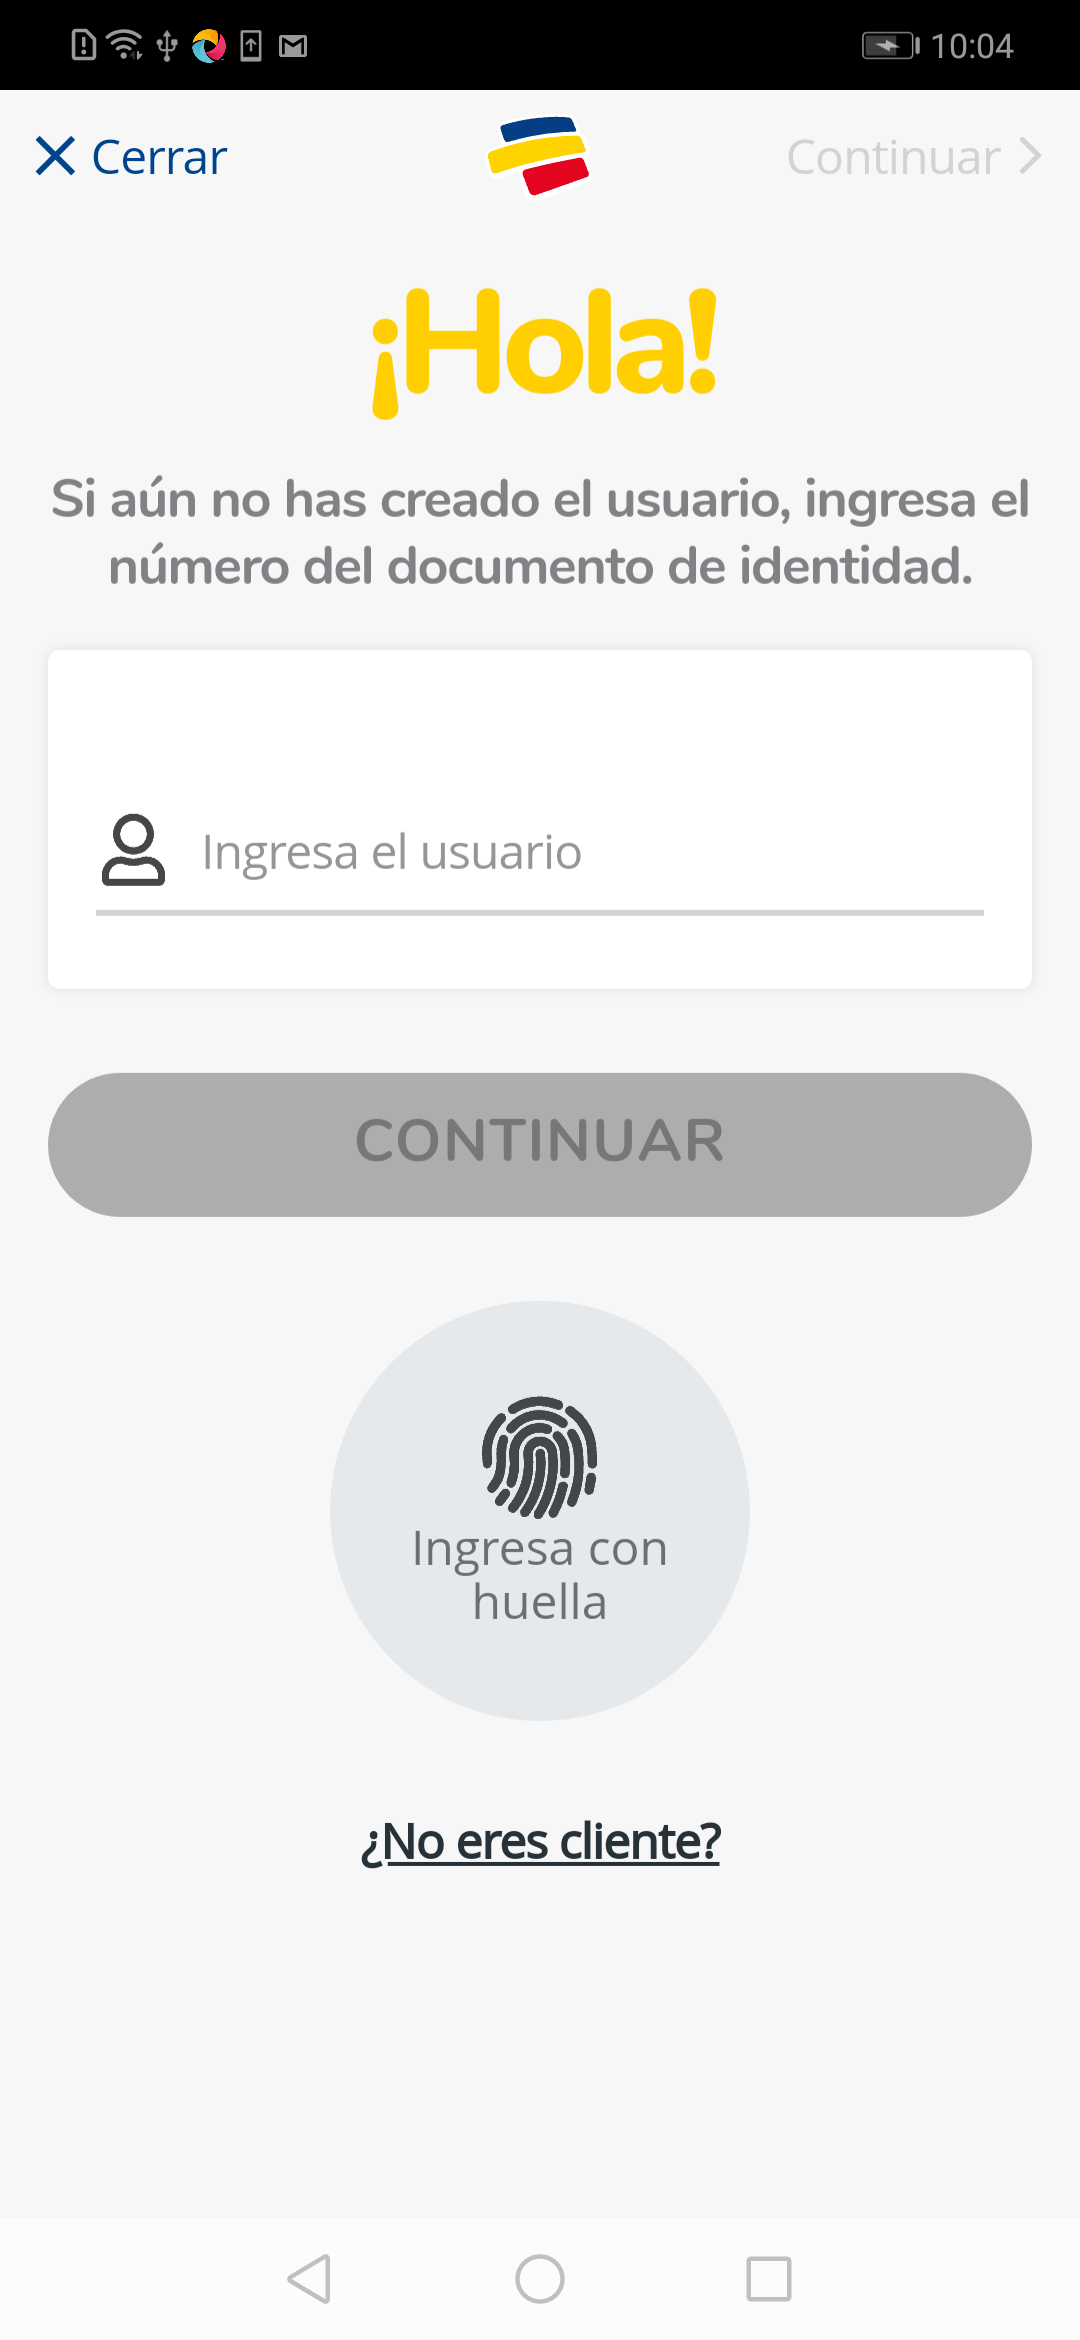 10:04
Cerrar
Continuar
¡Hola!
Si aún no has creado el usuario, ingresa el
número del documento de identidad.
Ingresa el usuario
CONTINUAR
Ingresa con
huella
¿No eres cliente?